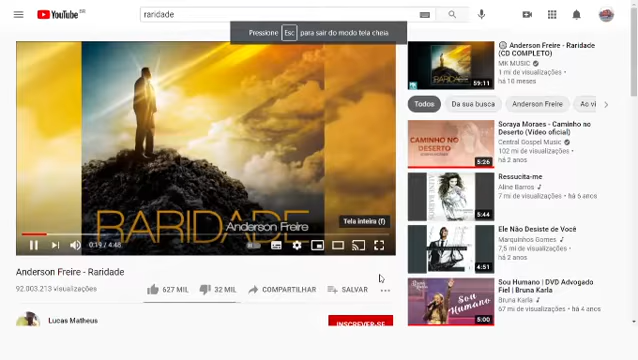 YouTube BR
raridade
Pressione Esc para sair do modo tela cheia
RARIDADE
Anderson Freire
Tela inteira (f)
0:19 / 4:48
Anderson Freire - Raridade
92.003.213 visualizações
627 MIL
32 MIL
COMPARTILHAR
SALVAR
Lucas Matheus
INSCREVER-SE
Anderson Freire - Raridade
(CD COMPLETO)
MK MUSIC
1 mi de visualizações •
há 10 meses
59:11
Todos
Da sua busca
Anderson Freire
Ao vi
CAMINHO NO
DESERTO
5:26
Soraya Moraes - Caminho no
Deserto (Vídeo oficial)
Central Gospel Music
102 mi de visualizações •
há 2 anos
ALINE BARROS
5:44
Ressucita-me
Aline Barros
há 6 anos
4:51
Ele Não Desiste de Você
Marquinhos Gomes
7,5 mi de visualizações •
há 2 anos
SOU
HUMANO
5:00
Sou Humano | DVD Advogado
Fiel | Bruna Karla
Bruna Karla
67 mi de visualizações •
há 4 anos